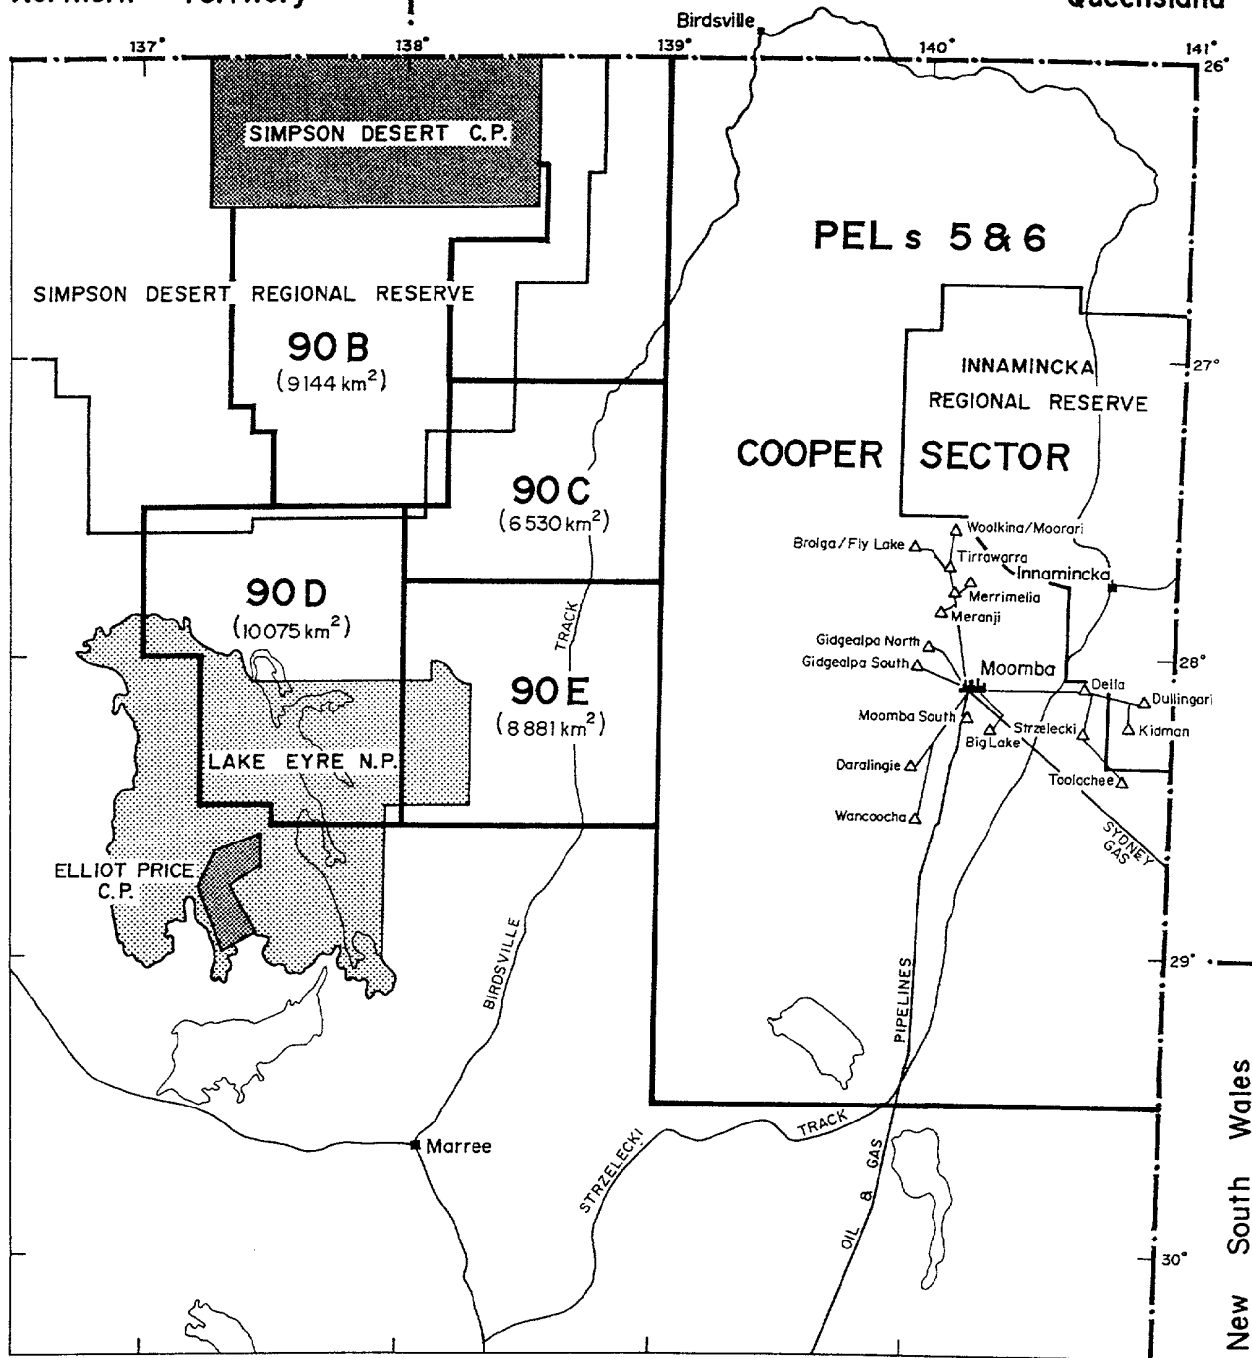 Queensland
Birdsville
137°
138°
139°
140°
141°
26°
SIMPSON DESERT C.P.
PELs 5 & 6
SIMPSON DESERT REGIONAL RESERVE
90 B
(9144 km²)
INNAMINCKA
REGIONAL RESERVE
27°
COOPER SECTOR
90 C
(6530 km²)
Woolkina/Moorari
Brolga/Fly Lake
Tirrawarra
Innamincka
Merrimelia
Meranji
90 D
(10075 km²)
TRACK
Gidgealpa North
Gidgealpa South
Moomba
28°
Della
Dullingari
90 E
(8881 km²)
Moomba South
Big Lake
Strzelecki
Kidman
LAKE EYRE N.P.
Daralingie
Toolachee
Wancoocha
SYDNEY
GAS
ELLIOT PRICE
C.P.
BIRDSVILLE
PIPELINES
29°
Marree
STRZELECKI
TRACK
OIL & GAS
30°
New South Wales